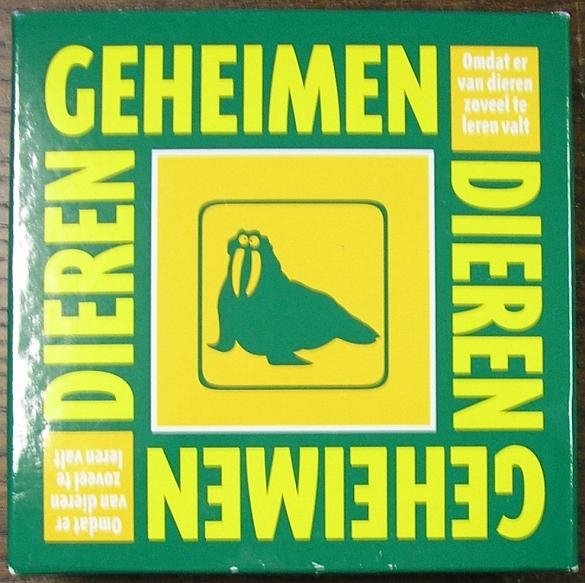 DIEREN
GEHEIMEN
Omdat er
van dieren
zoveel te
leren valt
DIEREN
GEHEIMEN
Omdat er
van dieren
zoveel te
leren valt